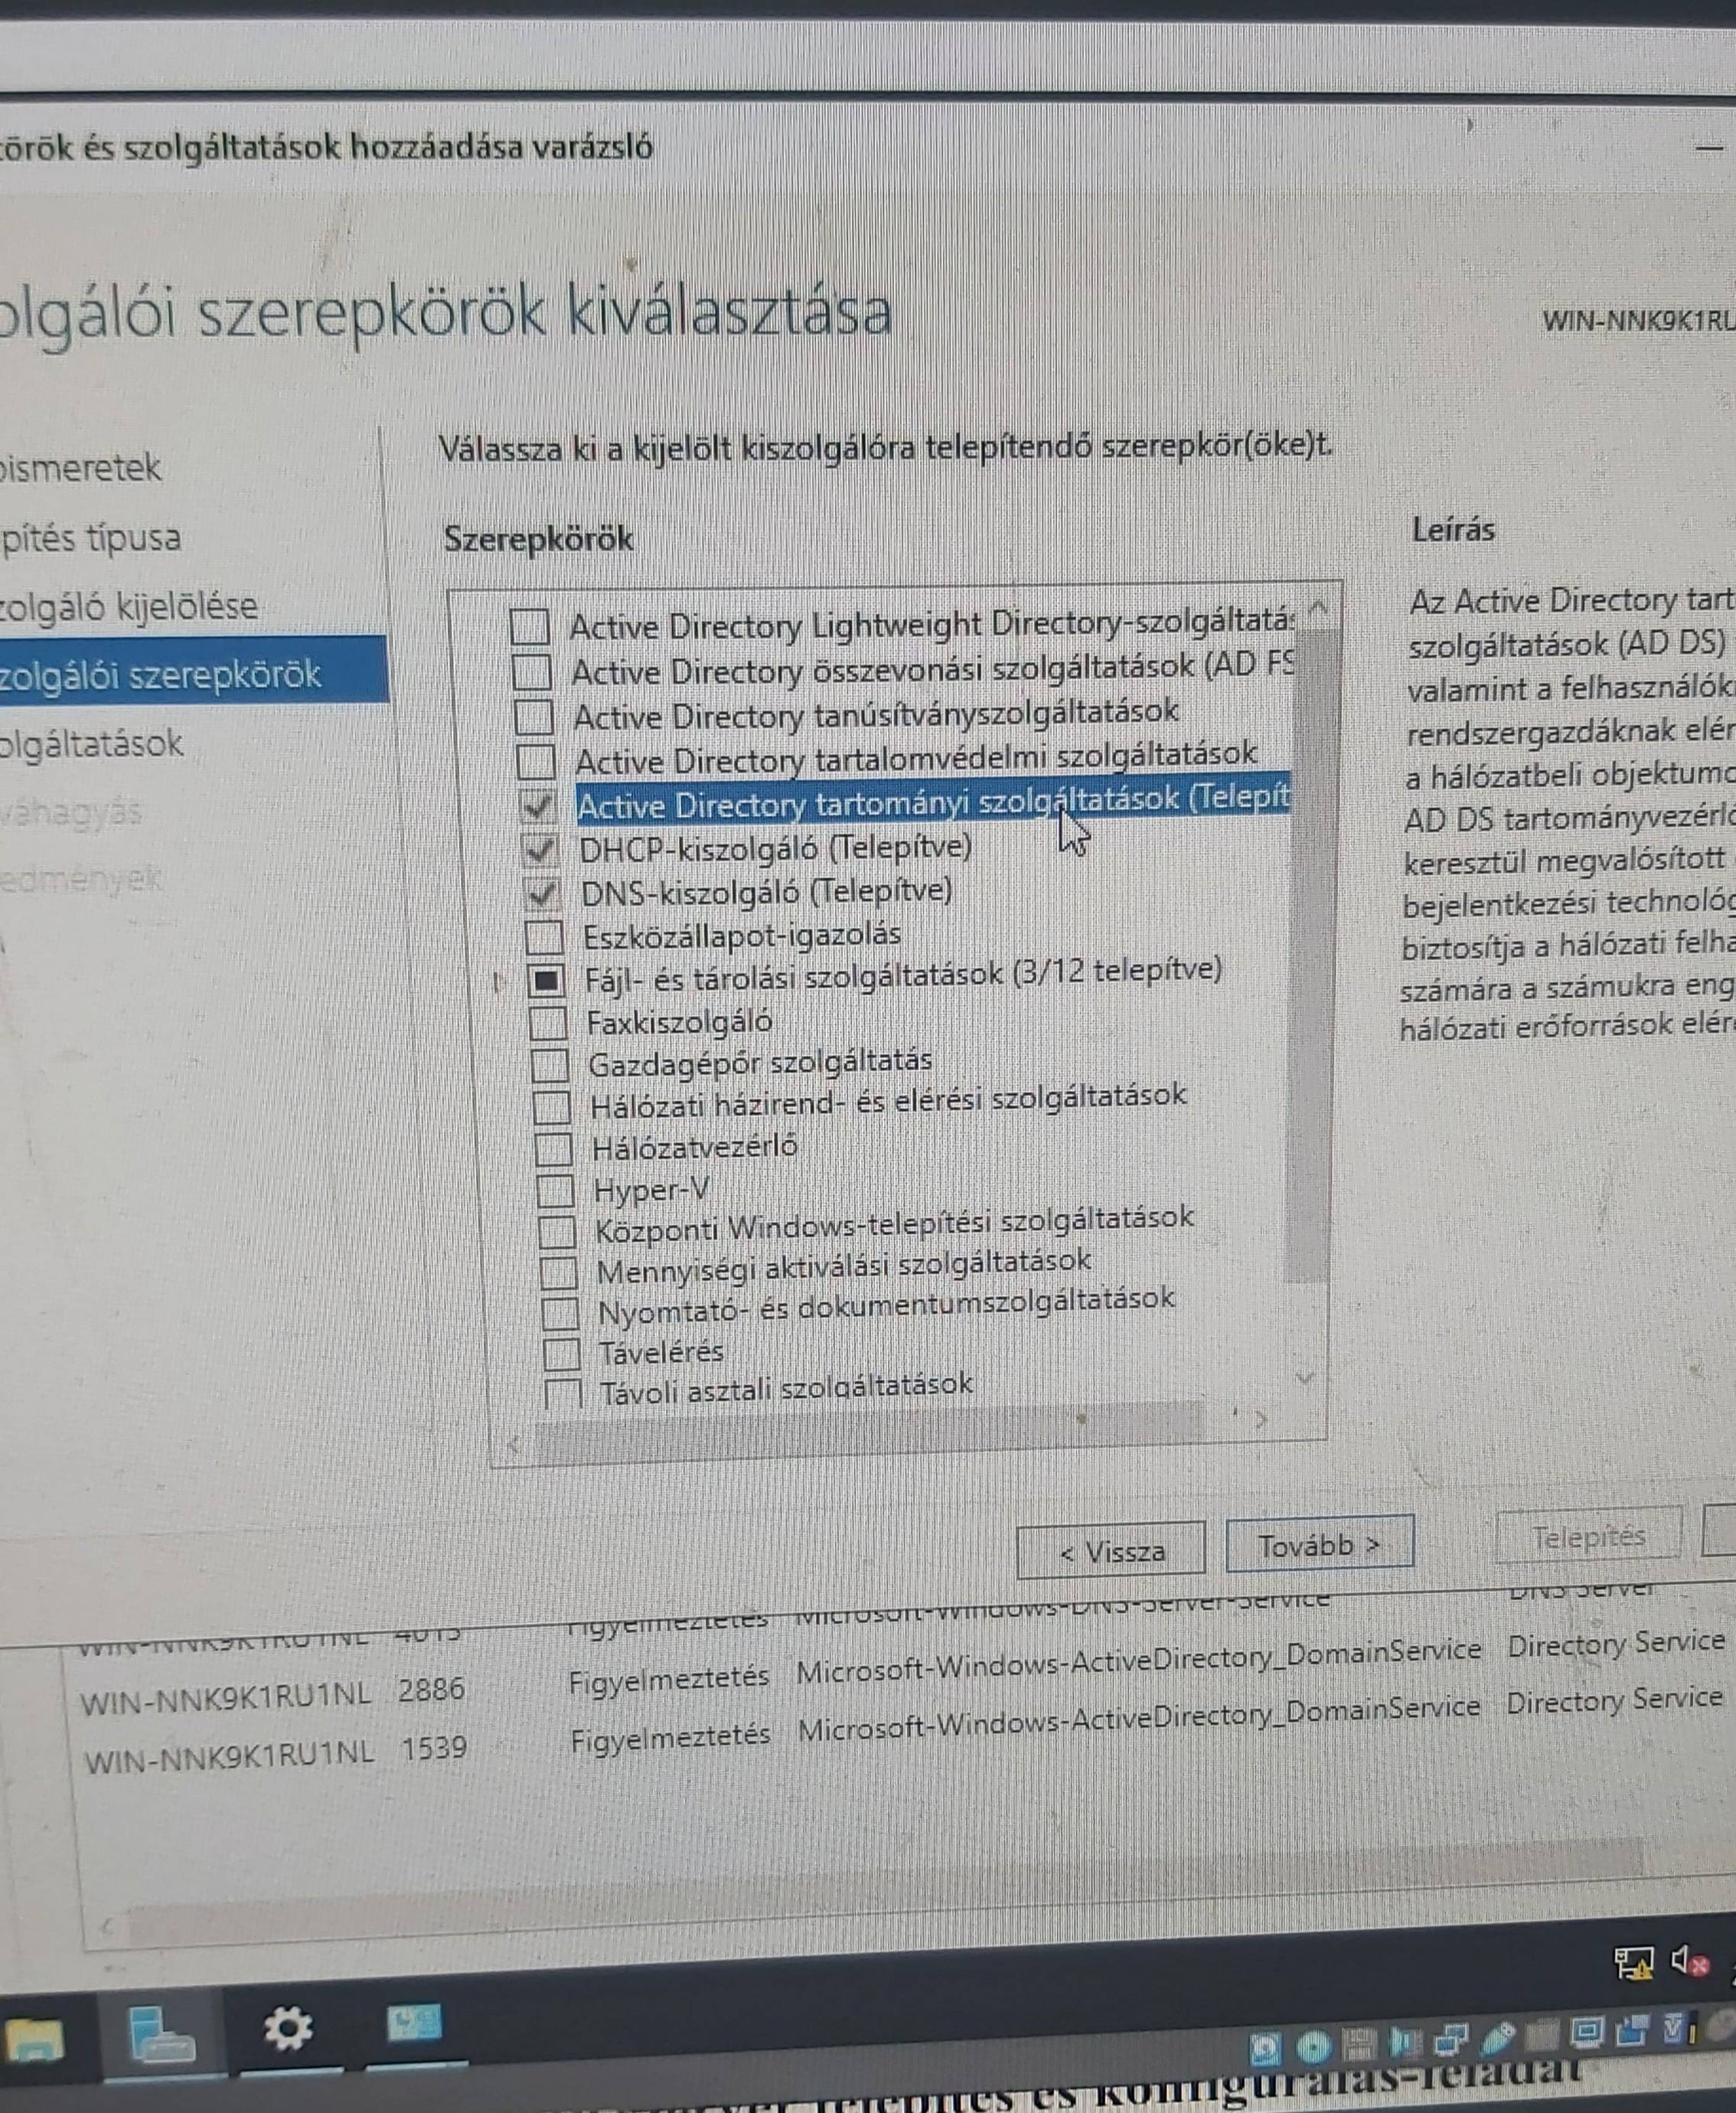 körök és szolgáltatások hozzáadása varázsló
olgálói szerepkörök kiválasztása
WIN-NNK9K1RU
Válassza ki a kijelölt kiszolgálóra telepítendő szerepkör(öke)t.
ismeretek
pítés típusa
zolgáló kijelölése
zolgálói szerepkörök
olgáltatások
váhagyás
edmények
Szerepkörök
Active Directory Lightweight Directory-szolgáltatás
Active Directory összevonási szolgáltatások (AD FS
Active Directory tanúsítványszolgáltatások
Active Directory tartalomvédelmi szolgáltatások
Active Directory tartományi szolgáltatások (Telepít
DHCP-kiszolgáló (Telepítve)
DNS-kiszolgáló (Telepítve)
Eszközállapot-igazolás
Fájl- és tárolási szolgáltatások (3/12 telepítve)
Faxkiszolgáló
Gazdagépőr szolgáltatás
Hálózati házirend- és elérési szolgáltatások
Hálózatvezérlő
Hyper-V
Központi Windows-telepítési szolgáltatások
Mennyiségi aktiválási szolgáltatások
Nyomtató- és dokumentumszolgáltatások
Távelérés
Távoli asztali szolgáltatások
Leírás
Az Active Directory tart
szolgáltatások (AD DS)
valamint a felhasználók
rendszergazdáknak elér
a hálózatbeli objektumo
AD DS tartományvezérlő
keresztül megvalósított
bejelentkezési technológ
biztosítja a hálózati felha
számára a számukra eng
hálózati erőforrások elér
< Vissza
Tovább >
Telepítés
WIN-NNK9K1RU1NL 4013 Figyelmeztetés Microsoft-Windows-DNS-Server-Service DNS Server
WIN-NNK9K1RU1NL 2886 Figyelmeztetés Microsoft-Windows-ActiveDirectory_DomainService Directory Service
WIN-NNK9K1RU1NL 1539 Figyelmeztetés Microsoft-Windows-ActiveDirectory_DomainService Directory Service
telepítés és konfigurálás-feladat